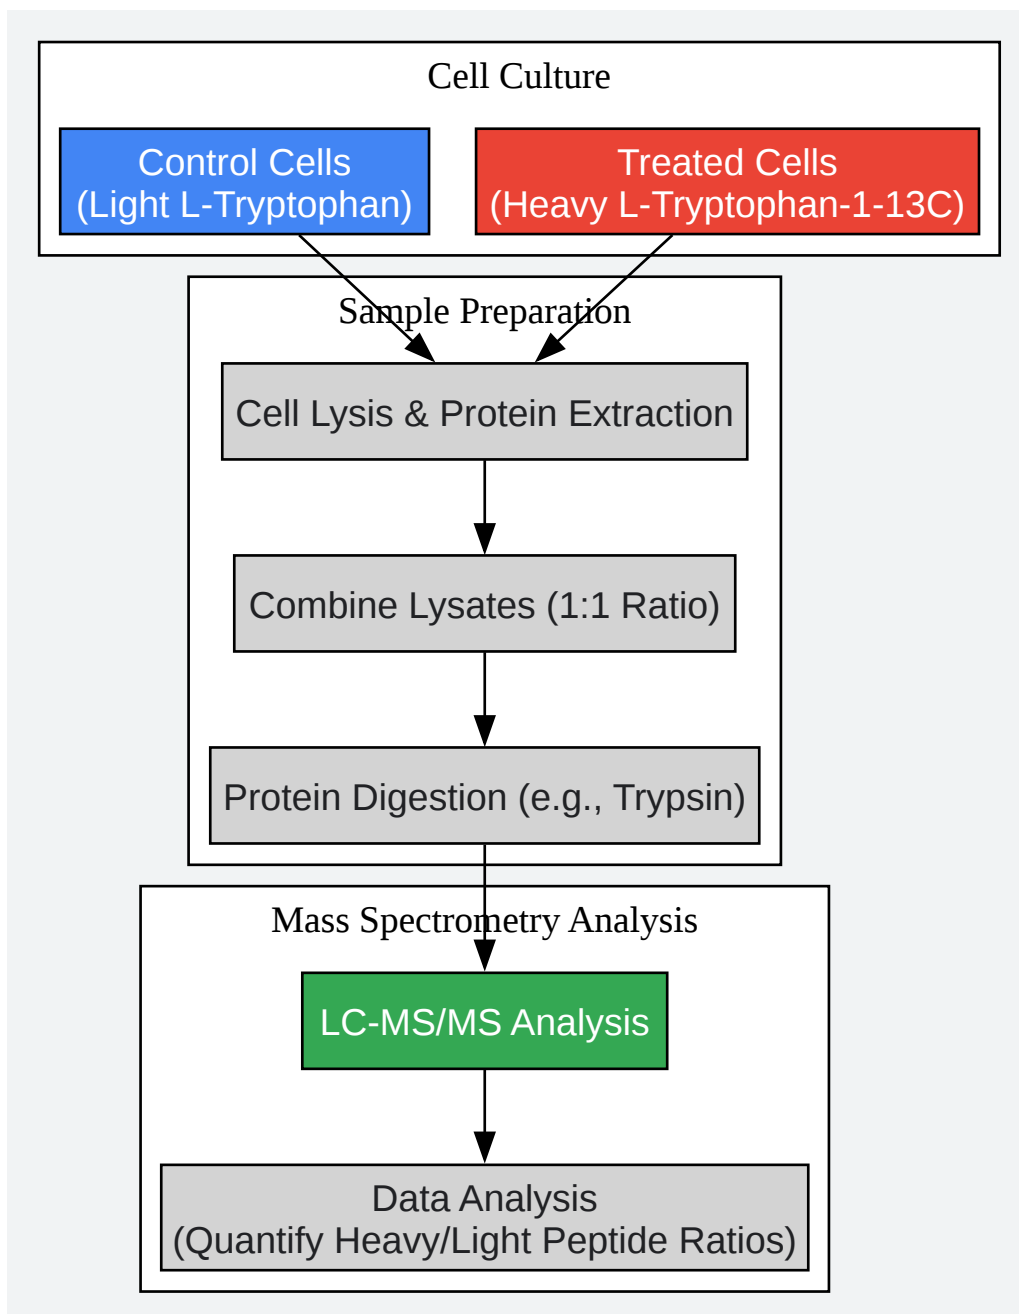 Cell Culture
Control Cells
(Light L-Tryptophan)
Treated Cells
(Heavy L-Tryptophan-1-13C)
Sample Preparation
Cell Lysis & Protein Extraction
Combine Lysates (1:1 Ratio)
Protein Digestion (e.g., Trypsin)
Mass Spectrometry Analysis
LC-MS/MS Analysis
Data Analysis
(Quantify Heavy/Light Peptide Ratios)